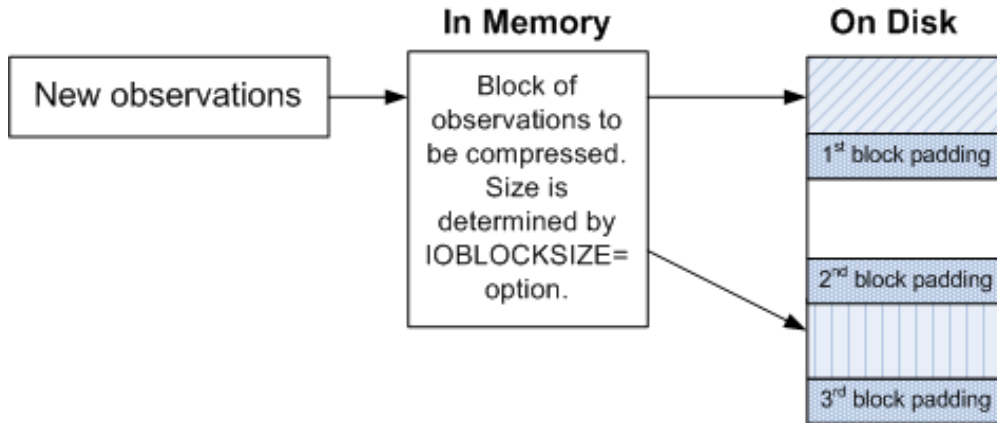 In Memory
On Disk
New observations
Block of
observations to
be compressed.
Size is
determined by
IOBLOCKSIZE=
option.
1st block padding
2nd block padding
3rd block padding